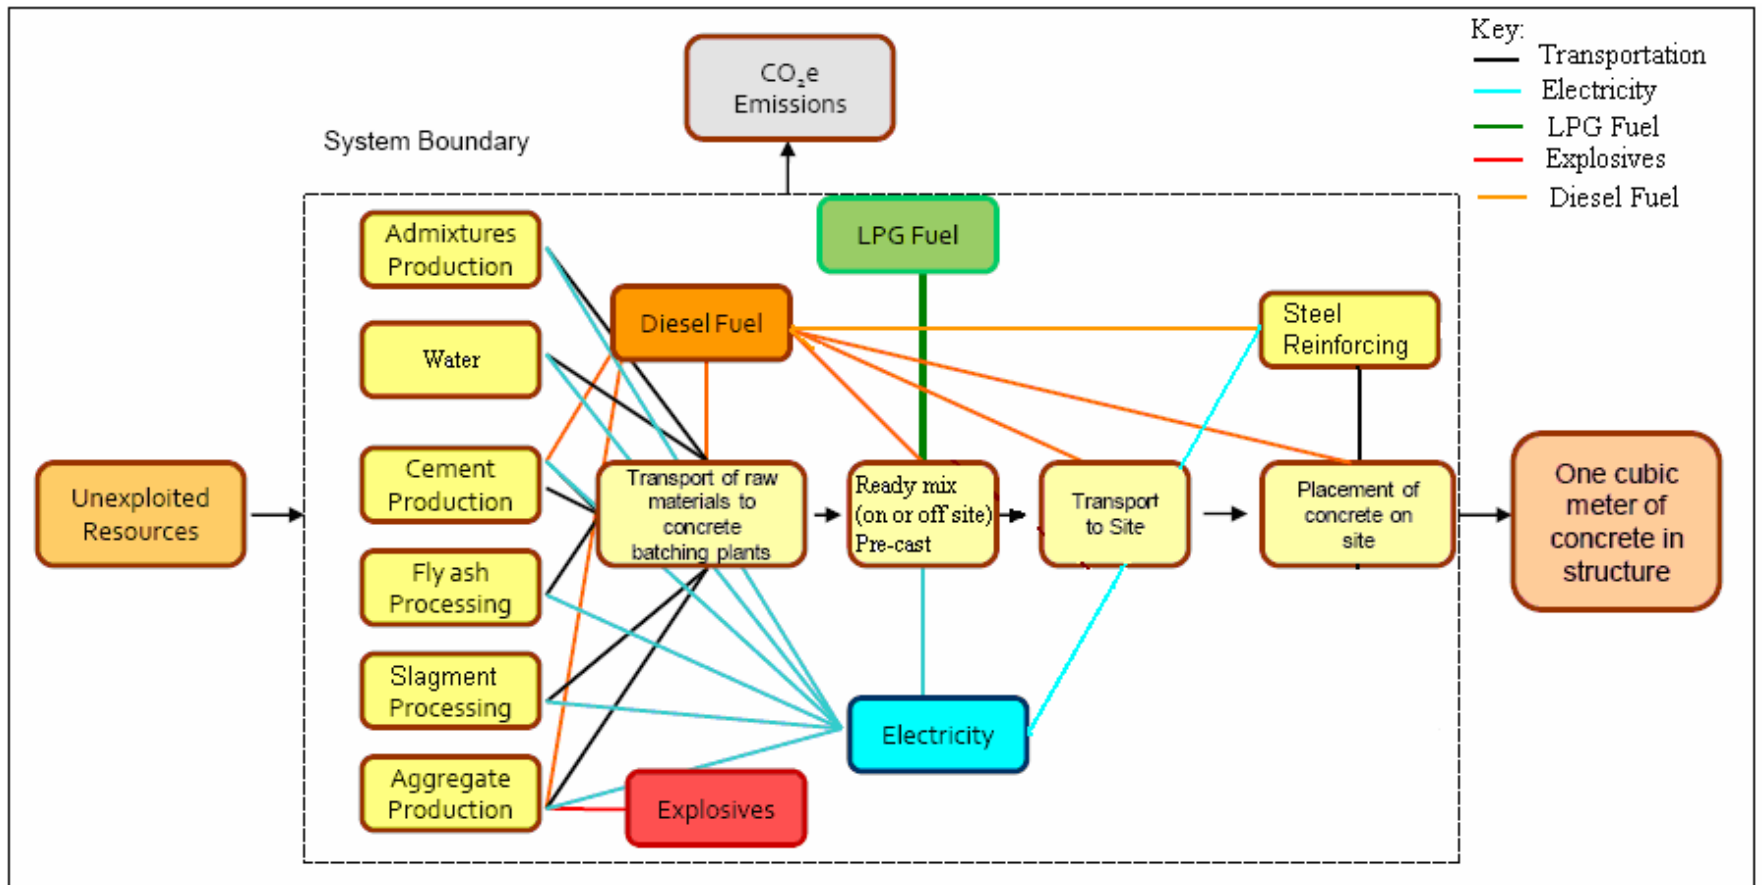 Key:
Transportation
Electricity
LPG Fuel
Explosives
Diesel Fuel
CO₂e
Emissions
System Boundary
Admixtures
Production
LPG Fuel
Diesel Fuel
Steel
Reinforcing
Water
Unexploited
Resources
Cement
Production
Transport of raw
materials to
concrete
batching plants
Ready mix
(on or off site)
Pre-cast
Transport
to Site
Placement of
concrete on
site
One cubic
meter of
concrete in
structure
Fly ash
Processing
Slagment
Processing
Electricity
Aggregate
Production
Explosives